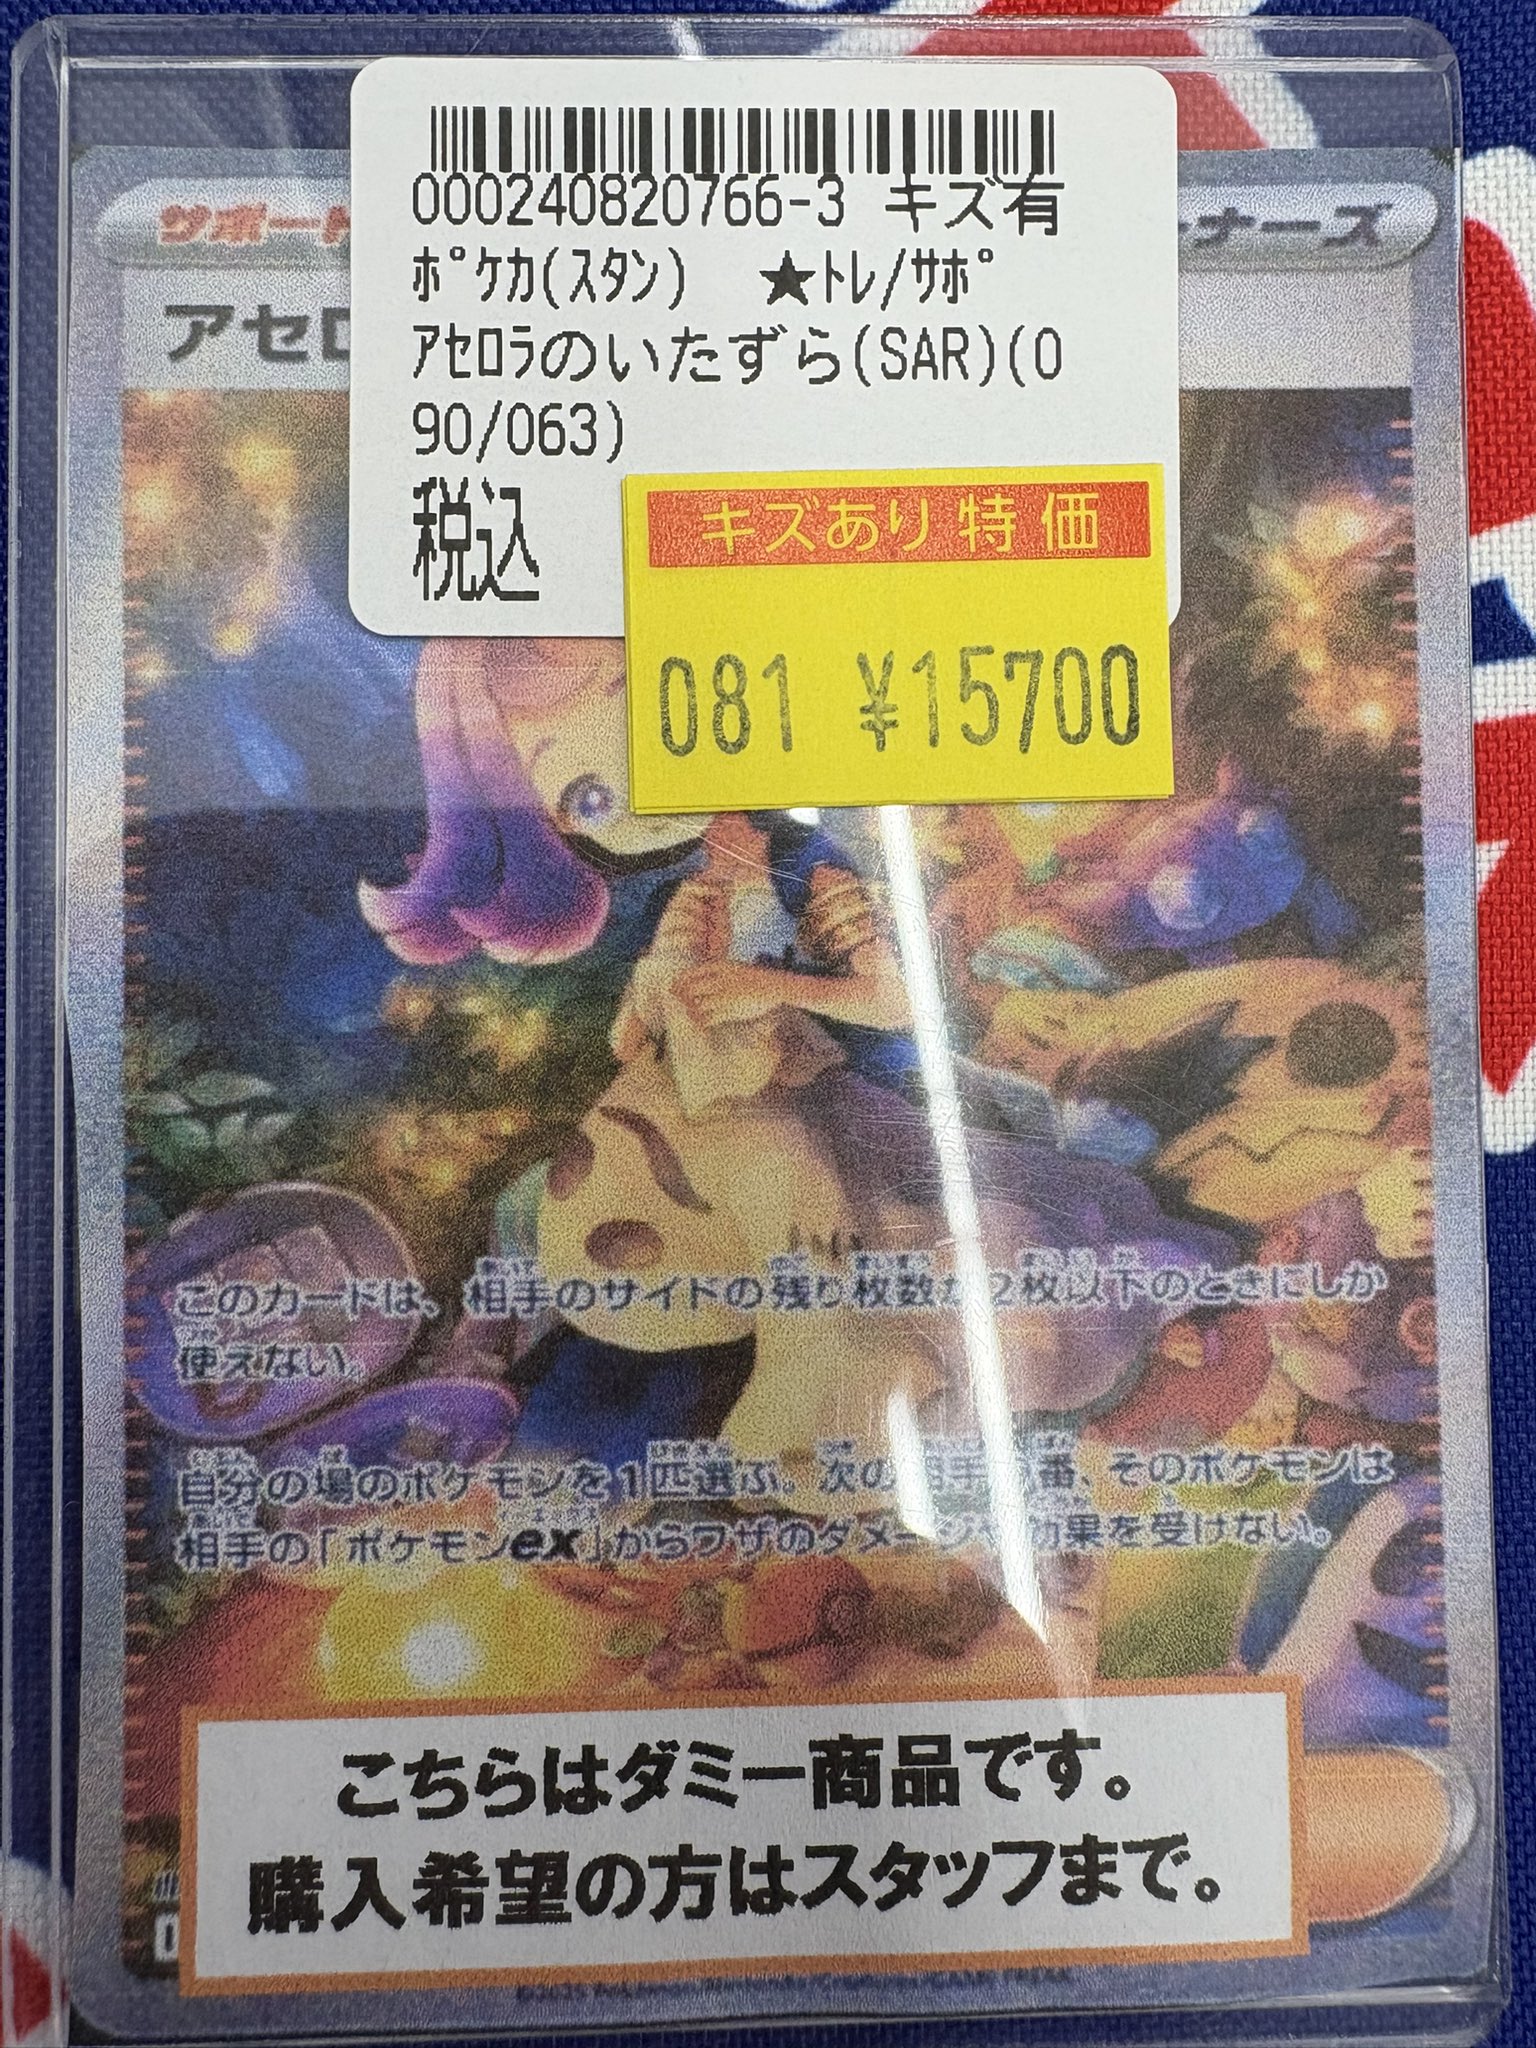 000240820766-3 キズ有
ﾎﾟｹｶ(ｽﾀﾝ) ★ﾄﾚ/ｻﾎﾟ
ｱｾﾛﾗのいたずら(SAR)(0
90/063)
税込
キズあり特価
081 ¥15700
サポート
ナーズ
アセロ
このカードは、相手のサイドの残り枚数が2枚以下のときにしか
使えない。
自分の場のポケモンを1匹選ぶ。次の相手の番、そのポケモンは
相手の「ポケモンex」からワザのダメージや効果を受けない。
こちらはダミー商品です。
購入希望の方はスタッフまで。